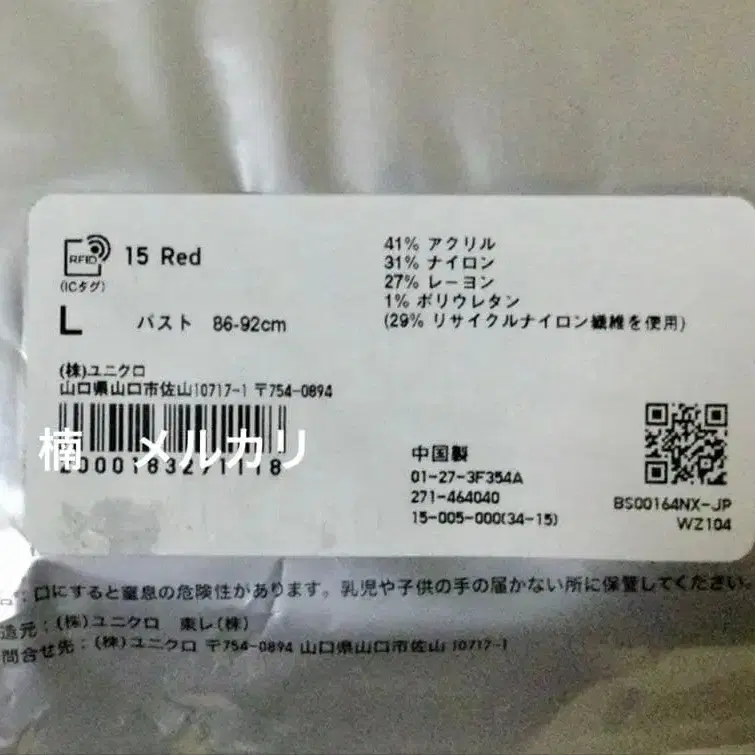 RFID
(ICタグ)
15 Red
L バスト 86-92cm
41% アクリル
31% ナイロン
27% レーヨン
1% ポリウレタン
(29% リサイクルナイロン繊維を使用)
(株)ユニクロ
山口県山口市佐山10717-1 〒754-0894
楠 メルカリ
2000183291118
中国製
01-27-3F354A
271-464040
15-005-000(34-15)
BS00164NX-JP
WZ104
口にすると窒息の危険性があります。乳児や子供の手の届かない所に保管してください
造元:(株)ユニクロ 東レ(株)
問合せ先:(株)ユニクロ 〒754-0894 山口県山口市佐山 10717-1